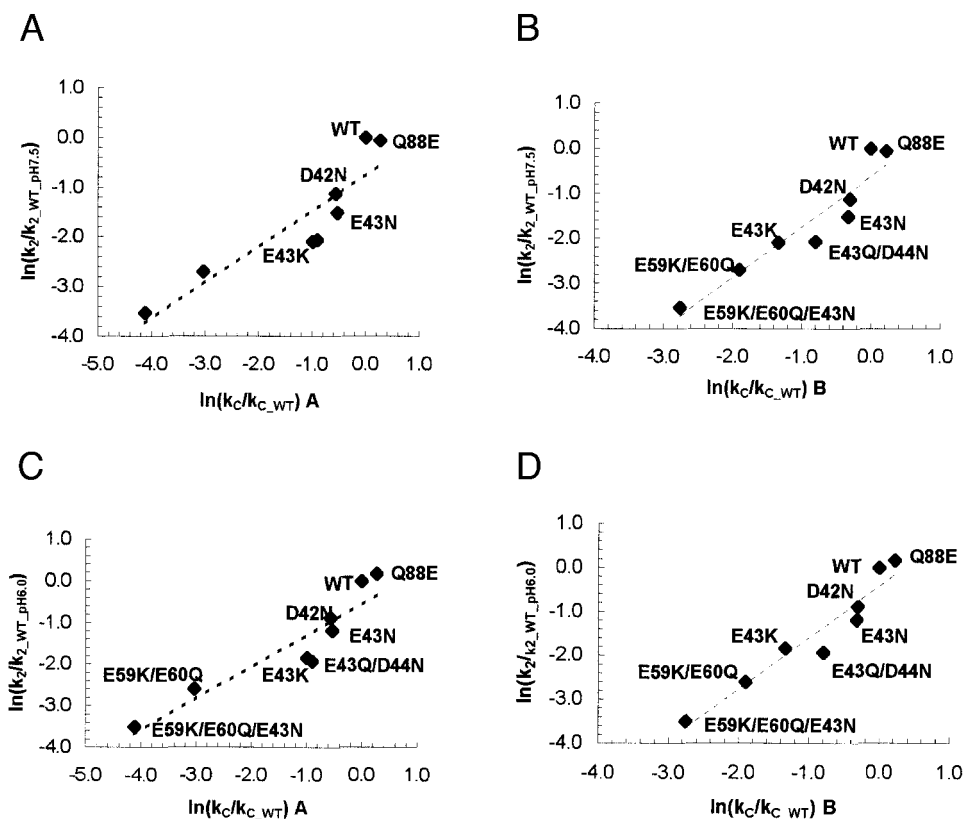 A
1.0
0.0
-1.0
-2.0
-3.0
-4.0
ln(k2/k2_WT_pH7.5)
WT
Q88E
D42N
E43N
E43K
-5.0 -4.0 -3.0 -2.0 -1.0 0.0 1.0
ln(kC/kC_WT) A
B
1.0
0.0
-1.0
-2.0
-3.0
-4.0
ln(k2/k2_WT_pH7.5)
WT
Q88E
D42N
E43N
E43K
E43Q/D44N
E59K/E60Q
E59K/E60Q/E43N
-4.0 -3.0 -2.0 -1.0 0.0 1.0
ln(kC/kC_WT) B
C
1.0
0.0
-1.0
-2.0
-3.0
-4.0
ln(k2/k2_WT_pH6.0)
Q88E
WT
D42N
E43N
E43K
E43Q/D44N
E59K/E60Q
E59K/E60Q/E43N
-5.0 -4.0 -3.0 -2.0 -1.0 0.0 1.0
ln(kC/kC_WT) A
D
1.0
0.0
-1.0
-2.0
-3.0
-4.0
ln(k2/k2_WT_pH6.0)
WT
Q88E
D42N
E43N
E43K
E43Q/D44N
E59K/E60Q
E59K/E60Q/E43N
-4.0 -3.0 -2.0 -1.0 0.0 1.0
ln(kC/kC_WT) B